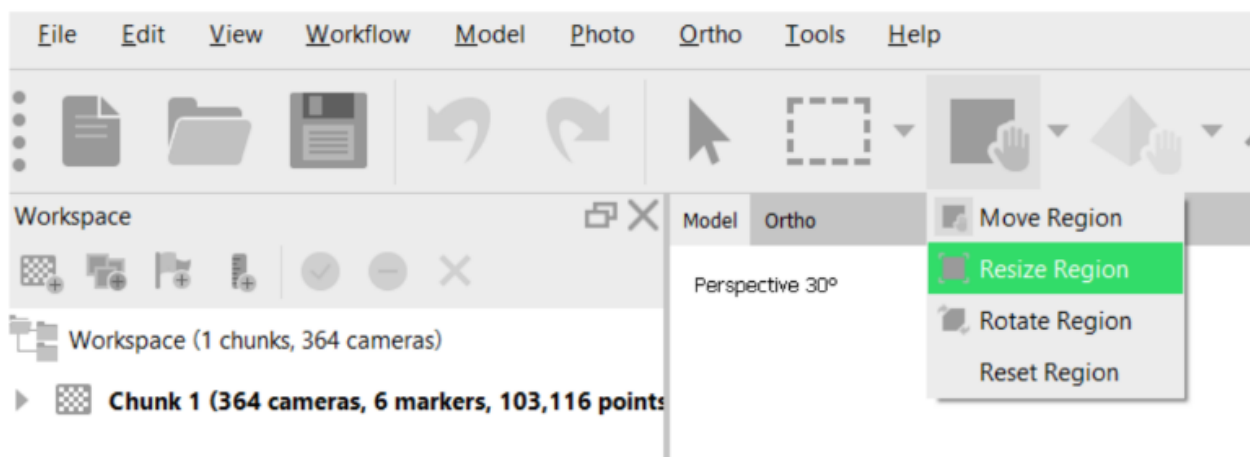 File Edit View Workflow Model Photo Ortho Tools Help
Workspace
Model Ortho
Move Region
Resize Region
Rotate Region
Reset Region
Perspective 30°
Workspace (1 chunks, 364 cameras)
Chunk 1 (364 cameras, 6 markers, 103,116 points